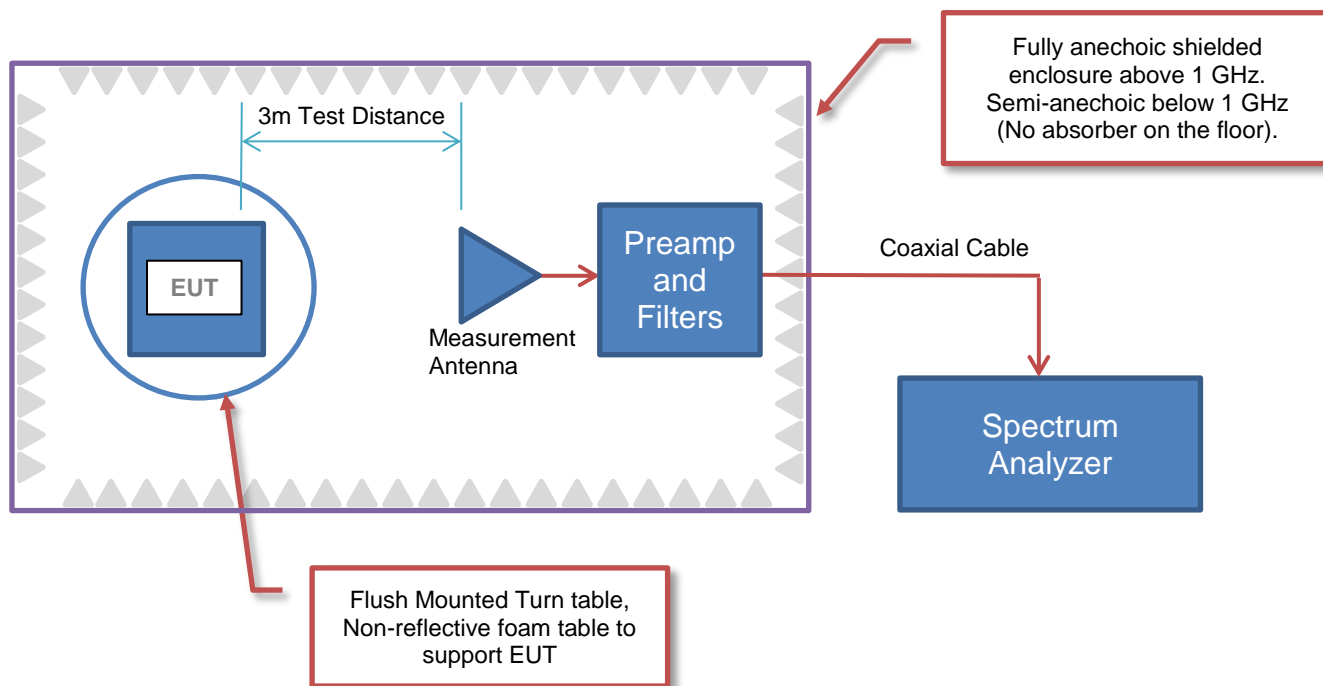 Fully anechoic shielded
enclosure above 1 GHz.
Semi-anechoic below 1 GHz
(No absorber on the floor).
3m Test Distance
EUT
Measurement
Antenna
Preamp
and
Filters
Coaxial Cable
Spectrum
Analyzer
Flush Mounted Turn table,
Non-reflective foam table to
support EUT